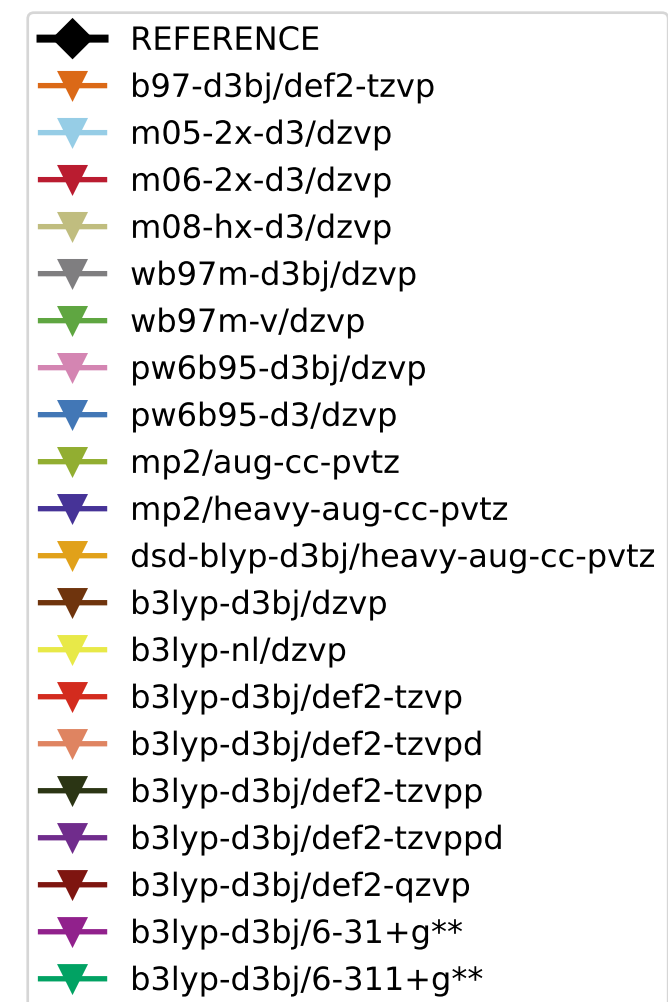 REFERENCE
b97-d3bj/def2-tzvp
m05-2x-d3/dzvp
m06-2x-d3/dzvp
m08-hx-d3/dzvp
wb97m-d3bj/dzvp
wb97m-v/dzvp
pw6b95-d3bj/dzvp
pw6b95-d3/dzvp
mp2/aug-cc-pvtz
mp2/heavy-aug-cc-pvtz
dsd-blyp-d3bj/heavy-aug-cc-pvtz
b3lyp-d3bj/dzvp
b3lyp-nl/dzvp
b3lyp-d3bj/def2-tzvp
b3lyp-d3bj/def2-tzvpd
b3lyp-d3bj/def2-tzvpp
b3lyp-d3bj/def2-tzvppd
b3lyp-d3bj/def2-qzvp
b3lyp-d3bj/6-31+g**
b3lyp-d3bj/6-311+g**